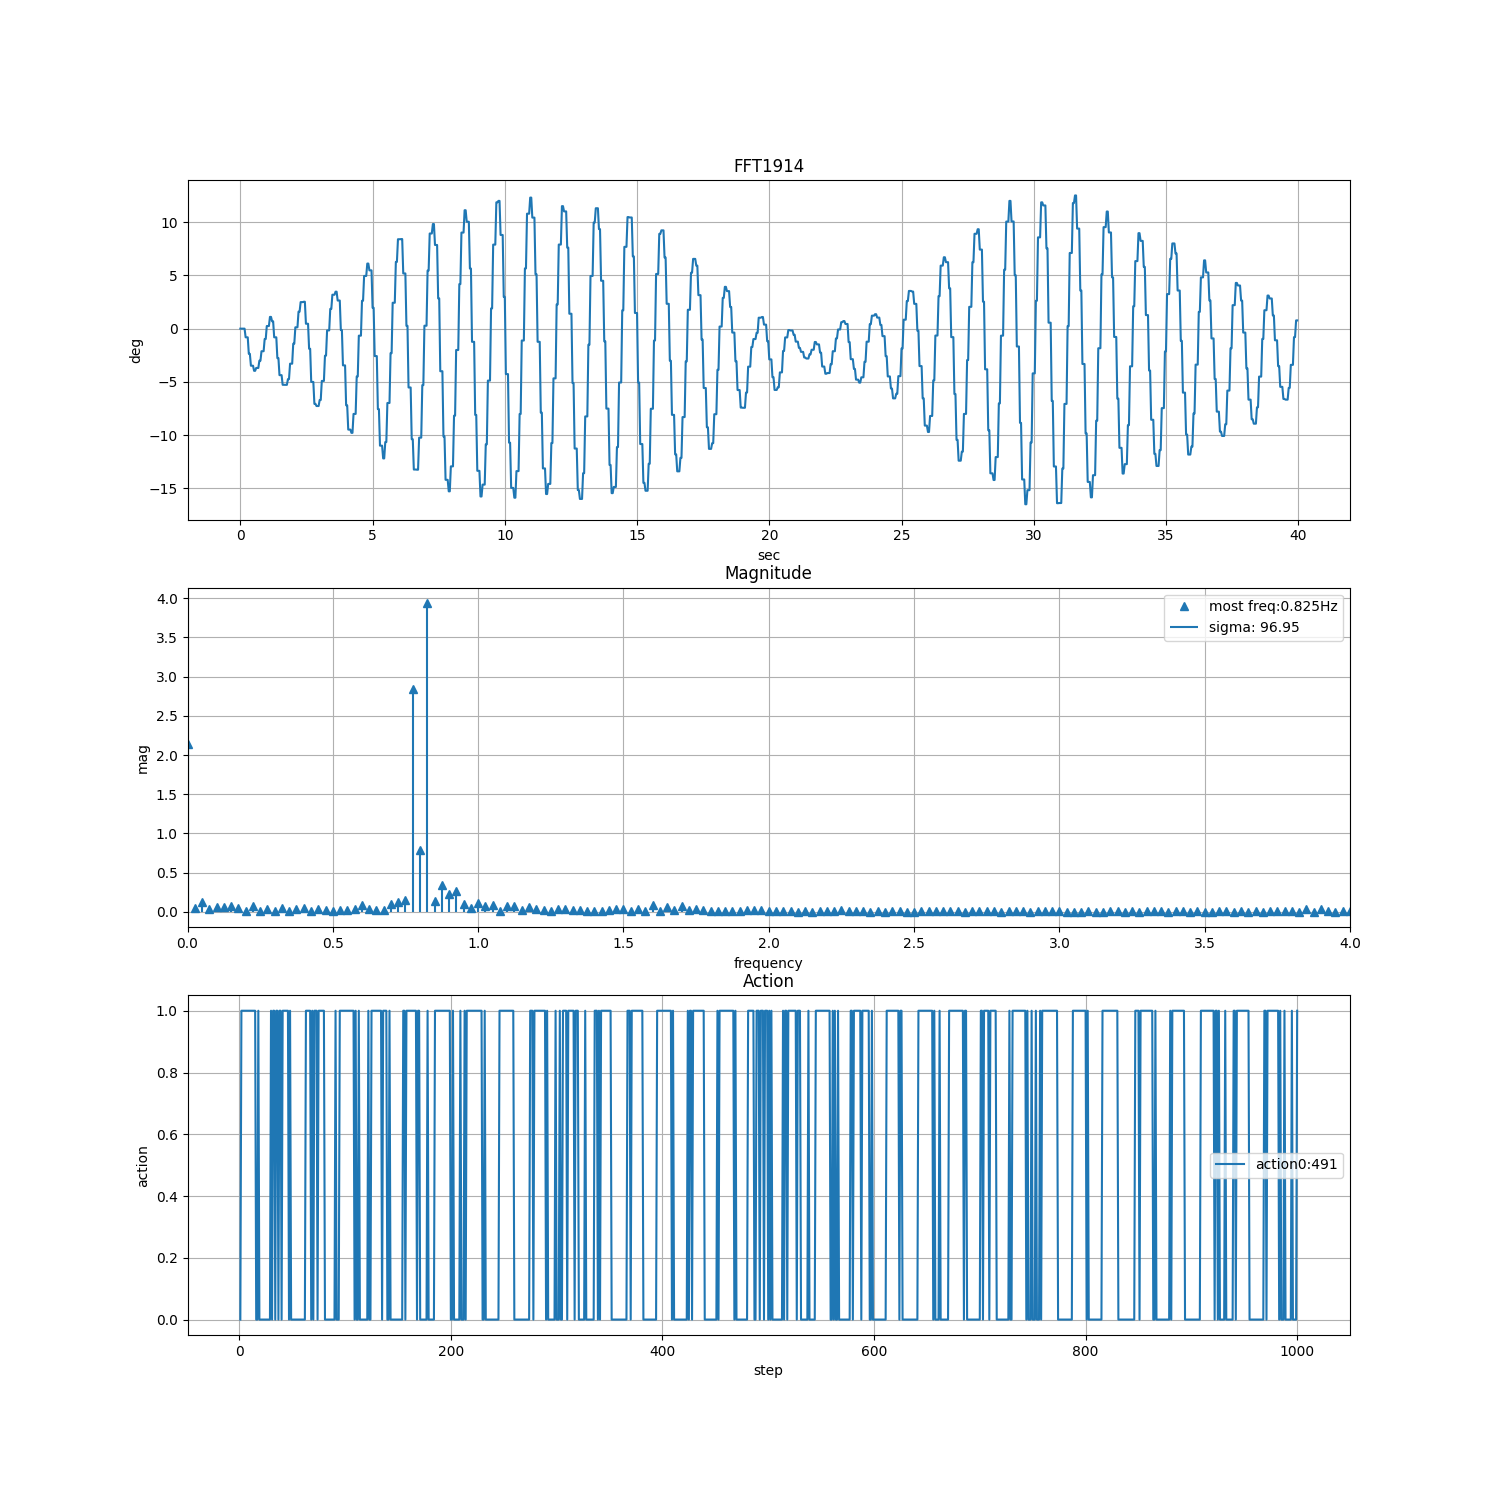 FFT1914
10
5
0
−5
−10
−15
deg
0 5 10 15 20 25 30 35 40
sec
Magnitude
4.0
3.5
3.0
2.5
2.0
1.5
1.0
0.5
0.0
mag
most freq:0.825Hz
sigma: 96.95
0.0 0.5 1.0 1.5 2.0 2.5 3.0 3.5 4.0
frequency
Action
1.0
0.8
0.6
0.4
0.2
0.0
action
action0:491
0 200 400 600 800 1000
step